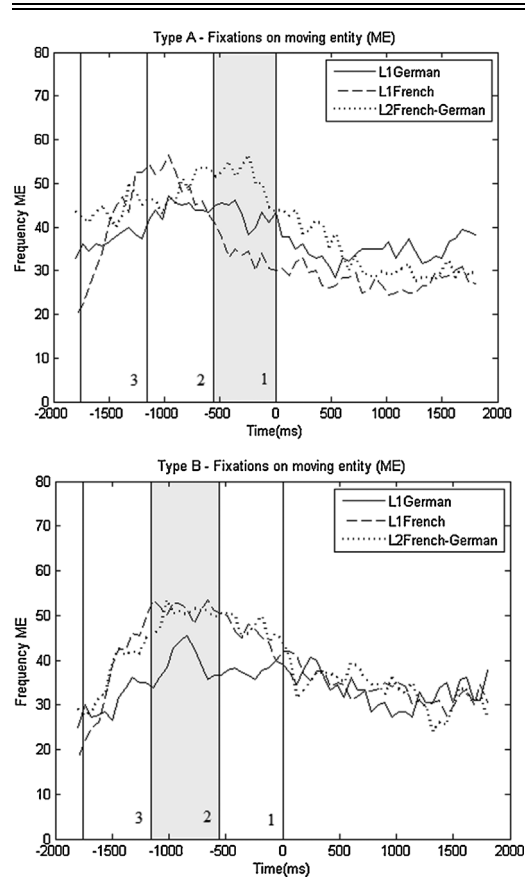 Type A - Fixations on moving entity (ME)
80
70
60
50
40
30
20
10
0
Frequency ME
L1German
L1French
L2French-German
3 2 1
-2000 -1500 -1000 -500 0 500 1000 1500 2000
Time(ms)
Type B - Fixations on moving entity (ME)
80
70
60
50
40
30
20
10
0
Frequency ME
L1German
L1French
L2French-German
3 2 1
-2000 -1500 -1000 -500 0 500 1000 1500 2000
Time(ms)